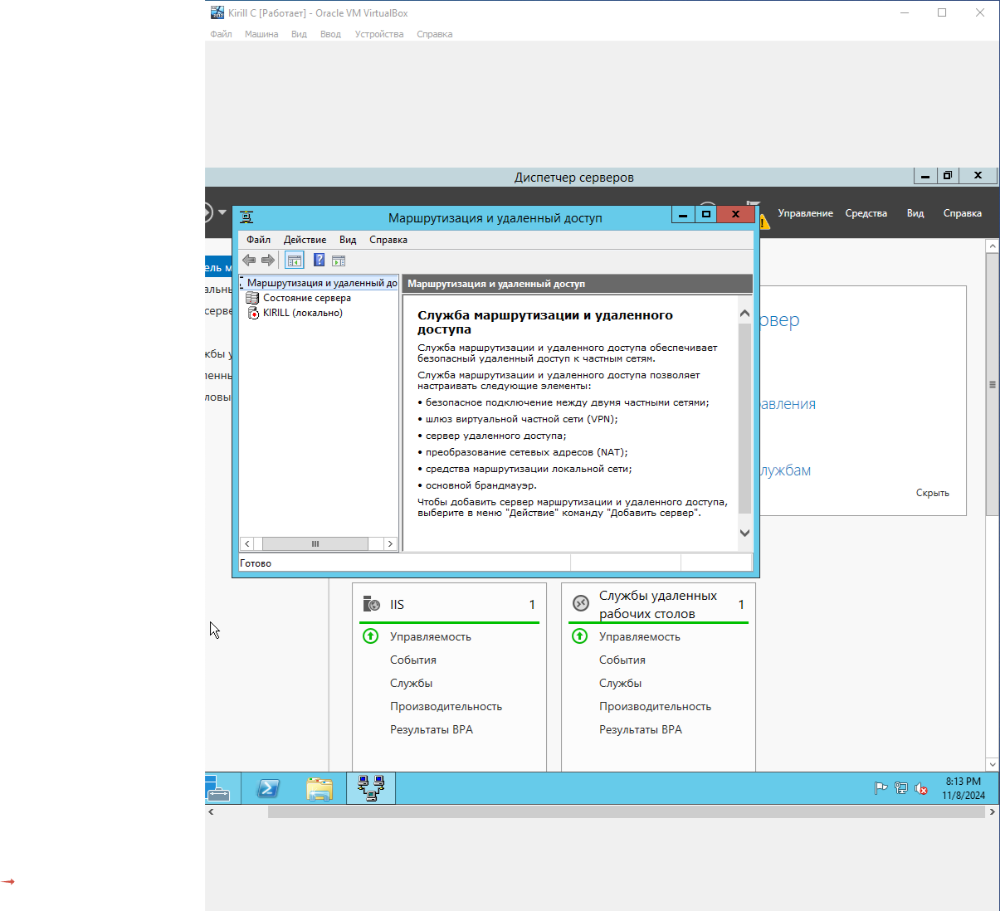 Kirill C [Работает] - Oracle VM VirtualBox
Файл Машина Вид Ввод Устройства Справка
Диспетчер серверов
Управление Средства Вид Справка
Маршрутизация и удаленный доступ
Файл Действие Вид Справка
Маршрутизация и удаленный до
Состояние сервера
KIRILL (локально)
Маршрутизация и удаленный доступ
Служба маршрутизации и удаленного
доступа
Служба маршрутизации и удаленного доступа обеспечивает
безопасный удаленный доступ к частным сетям.
Служба маршрутизации и удаленного доступа позволяет
настраивать следующие элементы:
• безопасное подключение между двумя частными сетями;
• шлюз виртуальной частной сети (VPN);
• сервер удаленного доступа;
• преобразование сетевых адресов (NAT);
• средства маршрутизации локальной сети;
• основной брандмауэр.
Чтобы добавить сервер маршрутизации и удаленного доступа,
выберите в меню "Действие" команду "Добавить сервер".
Готово
ель м
альны
серве
жбы у
ленны
ловы
рвер
авления
лужбам
Скрыть
IIS 1
Управляемость
События
Службы
Производительность
Результаты BPA
Службы удаленных
рабочих столов 1
Управляемость
События
Службы
Производительность
Результаты BPA
8:13 PM
11/8/2024